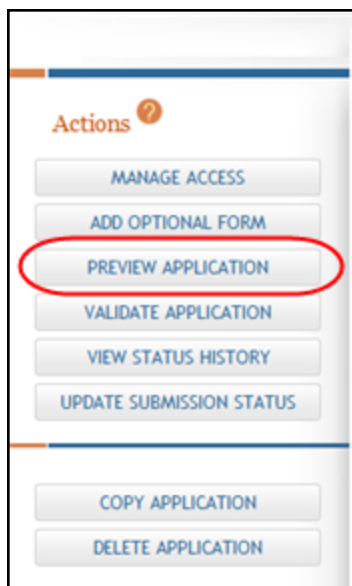 Actions ?
MANAGE ACCESS
ADD OPTIONAL FORM
PREVIEW APPLICATION
VALIDATE APPLICATION
VIEW STATUS HISTORY
UPDATE SUBMISSION STATUS
COPY APPLICATION
DELETE APPLICATION